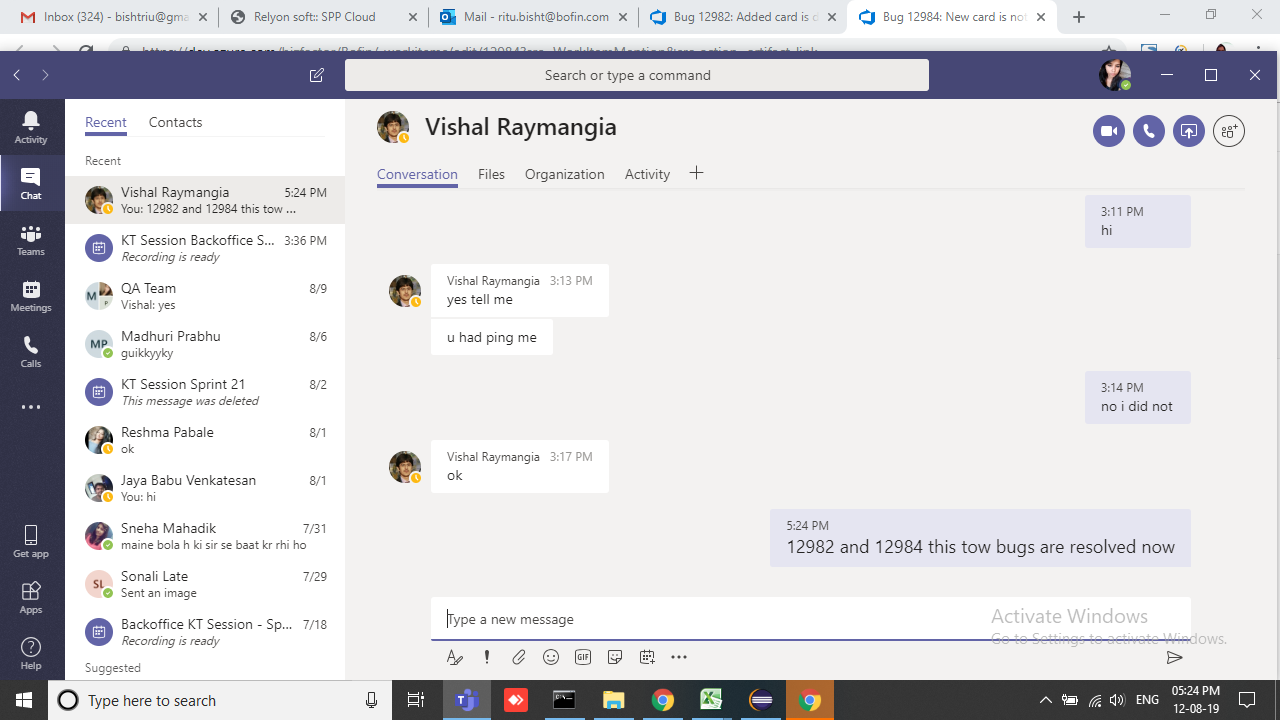 Inbox (324) - bishtriu@gma
Relyon soft:: SPP Cloud
Mail - ritu.bisht@bofin.com
Bug 12982: Added card is d
Bug 12984: New card is not
Search or type a command
Activity
Chat
Teams
Meetings
Calls
Get app
Apps
Help
Recent
Contacts
Recent
Vishal Raymangia 5:24 PM
You: 12982 and 12984 this tow ...
KT Session Backoffice S... 3:36 PM
Recording is ready
QA Team 8/9
Vishal: yes
Madhuri Prabhu 8/6
MP
guikkyyky
KT Session Sprint 21 8/2
This message was deleted
Reshma Pabale 8/1
ok
Jaya Babu Venkatesan 8/1
You: hi
Sneha Mahadik 7/31
maine bola h ki sir se baat kr rhi ho
Sonali Late 7/29
SL
Sent an image
Backoffice KT Session - Sp... 7/18
Recording is ready
Suggested
Vishal Raymangia
Conversation
Files
Organization
Activity
3:11 PM
hi
Vishal Raymangia 3:13 PM
yes tell me
u had ping me
3:14 PM
no i did not
Vishal Raymangia 3:17 PM
ok
5:24 PM
12982 and 12984 this tow bugs are resolved now
Type a new message
GIF
Activate Windows
Go to Settings to activate Windows.
Type here to search
ENG
05:24 PM
12-08-19